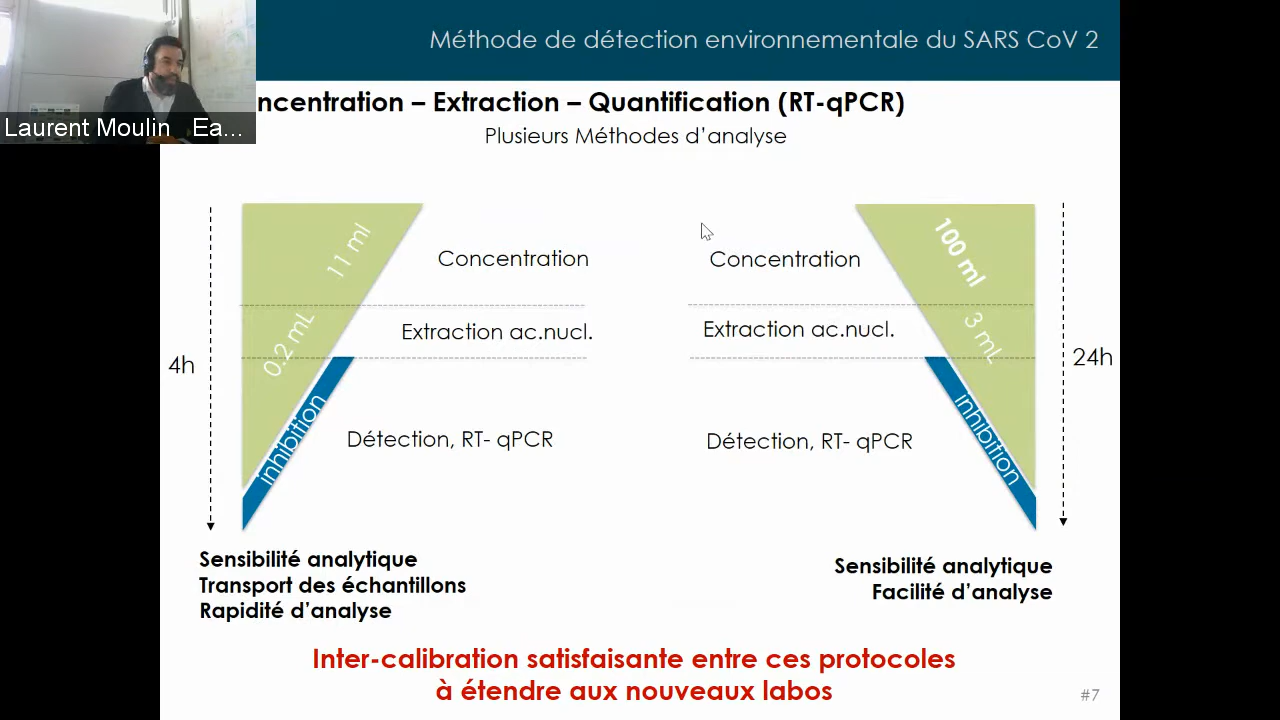 Méthode de détection environnementale du SARS CoV 2
Laurent Moulin Ea...
ncentration – Extraction – Quantification (RT-qPCR)
Plusieurs Méthodes d'analyse
11 ml
Concentration
0.2 mL
Extraction ac.nucl.
4h
inhibition
Détection, RT- qPCR
Sensibilité analytique
Transport des échantillons
Rapidité d'analyse
100 ml
Concentration
3 mL
Extraction ac.nucl.
24h
inhibition
Détection, RT- qPCR
Sensibilité analytique
Facilité d'analyse
Inter-calibration satisfaisante entre ces protocoles
à étendre aux nouveaux labos
#7